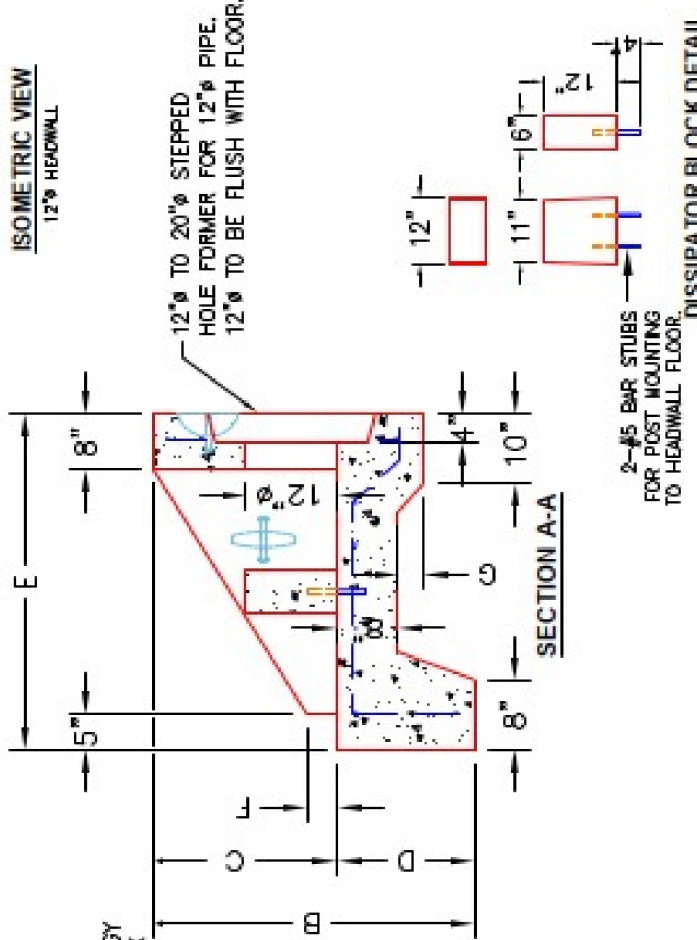 ISOMETRIC VIEW
12"ø HEADWALL
12"ø TO 20"ø STEPPED
HOLE FORMER FOR 12"ø PIPE.
12"ø TO BE FLUSH WITH FLOOR.
E
5"
8"
12"ø
F
C
D
B
8"
G
8"
4"
10"
SECTION A-A
12"
11"
6"
12"
4
2-#5 BAR STUBS
FOR POST MOUNTING
TO HEADWALL FLOOR.
DISSIPATOR BLOCK DETAIL